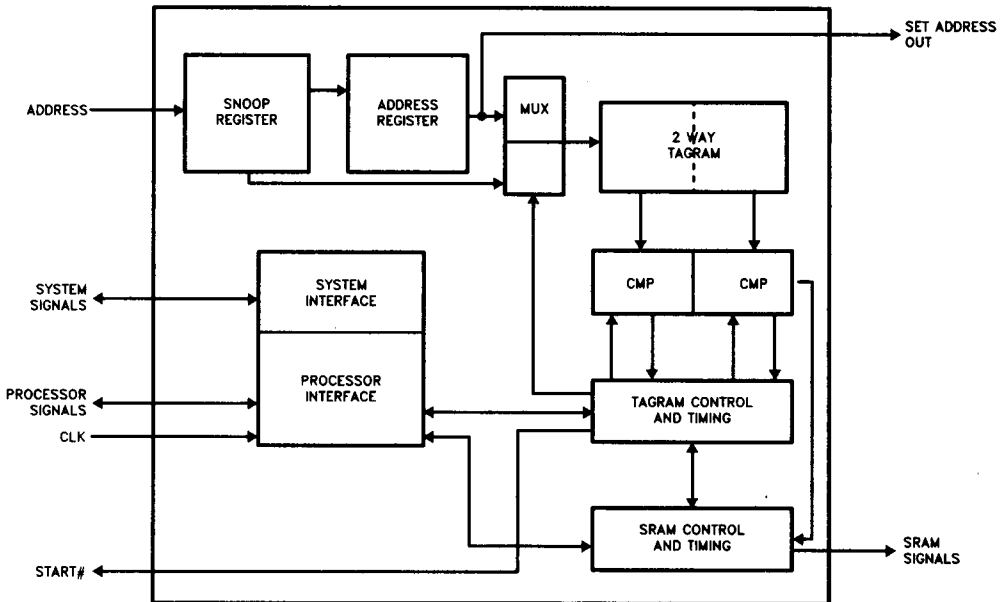 SET ADDRESS
OUT
ADDRESS
SNOOP
REGISTER
ADDRESS
REGISTER
MUX
2 WAY
TAGRAM
SYSTEM
SIGNALS
SYSTEM
INTERFACE
CMP
CMP
PROCESSOR
SIGNALS
PROCESSOR
INTERFACE
TAGRAM CONTROL
AND TIMING
CLK
SRAM CONTROL
AND TIMING
SRAM
SIGNALS
START#